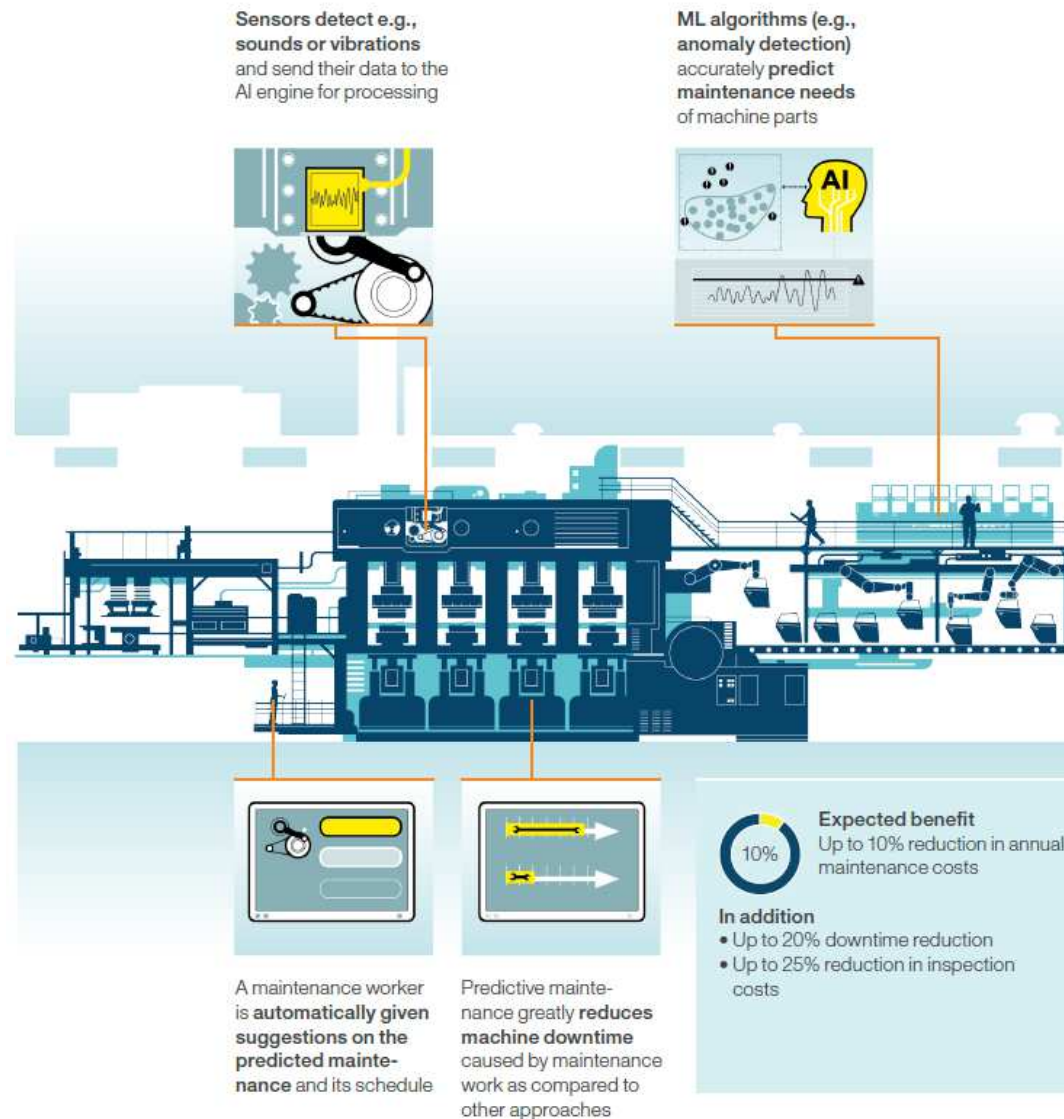 Sensors detect e.g.,
sounds or vibrations
and send their data to the
AI engine for processing
ML algorithms (e.g.,
anomaly detection)
accurately predict
maintenance needs
of machine parts
AI
A maintenance worker
is automatically given
suggestions on the
predicted mainte-
nance and its schedule
Predictive mainte-
nance greatly reduces
machine downtime
caused by maintenance
work as compared to
other approaches
10%
Expected benefit
Up to 10% reduction in annual
maintenance costs
In addition
• Up to 20% downtime reduction
• Up to 25% reduction in inspection
costs